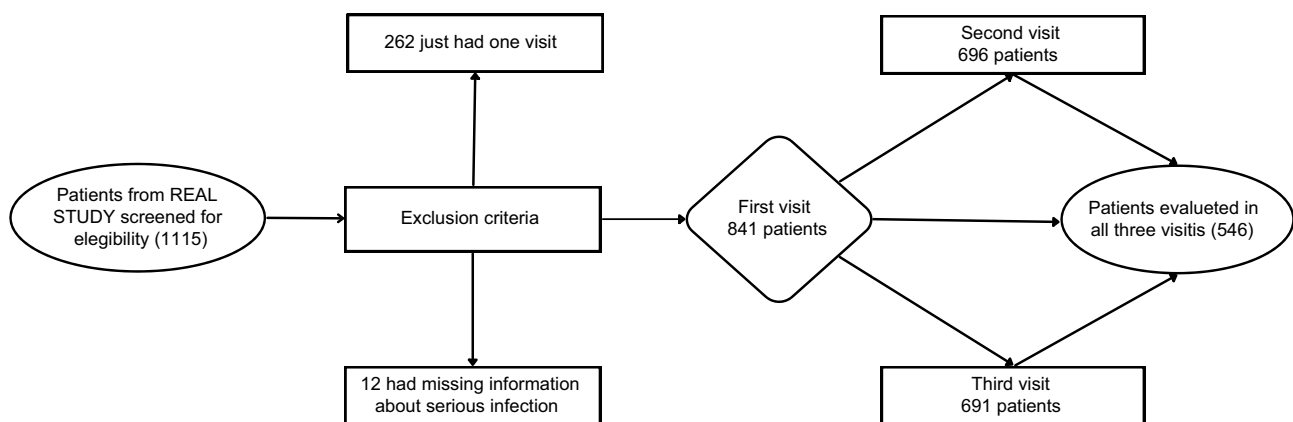 262 just had one visit
Second visit
696 patients
Patients from REAL
STUDY screened for
elegibility (1115)
Exclusion criteria
First visit
841 patients
Patients evalueted in
all three visitis (546)
12 had missing information
about serious infection
Third visit
691 patients